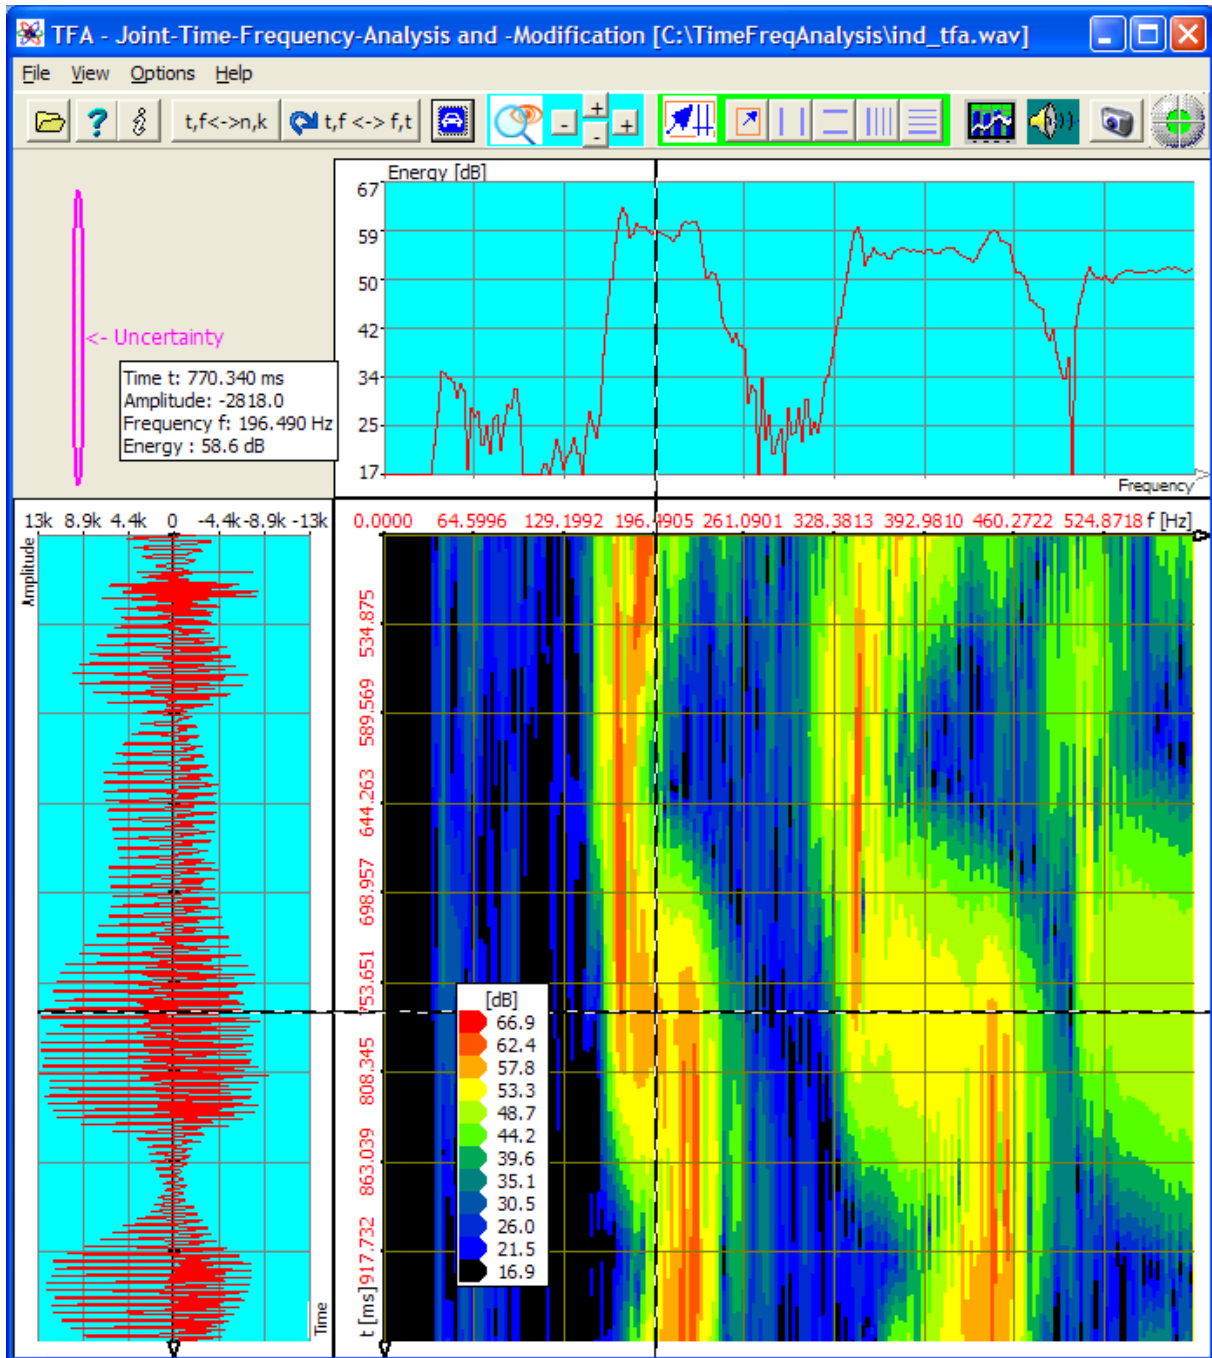 TFA - Joint-Time-Frequency-Analysis and -Modification [C:\TimeFreqAnalysis\ind_tfa.wav]
File View Options Help
t,f<->n,k t,f <-> f,t
Energy [dB]
67
59
50
42
34
25
17
Frequency
<- Uncertainty
Time t: 770.340 ms
Amplitude: -2818.0
Frequency f: 196.490 Hz
Energy : 58.6 dB
13k 8.9k 4.4k 0 -4.4k -8.9k -13k
Amplitude
Time
0.0000 64.5996 129.1992 196.4905 261.0901 328.3813 392.9810 460.2722 524.8718 f [Hz]
534.875
589.569
644.263
698.957
753.651
808.345
863.039
917.732
t [ms]
[dB]
66.9
62.4
57.8
53.3
48.7
44.2
39.6
35.1
30.5
26.0
21.5
16.9